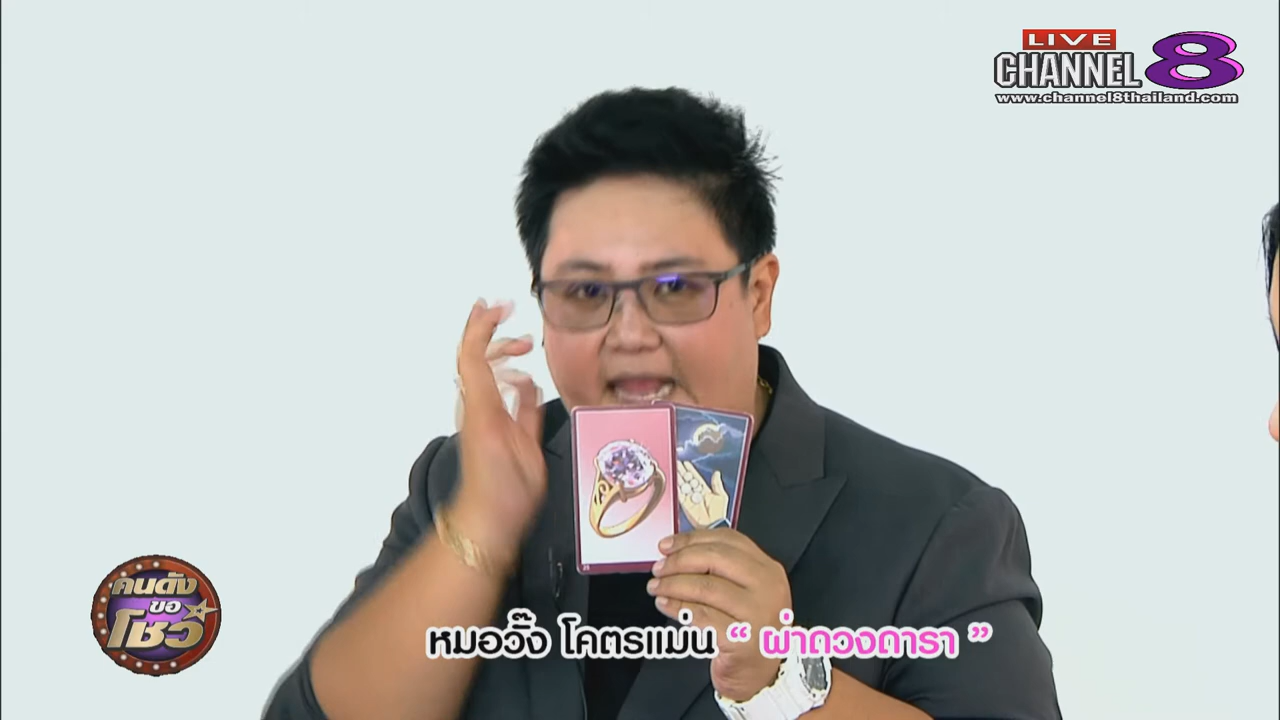 LIVE
CHANNEL 8
www.channel8thailand.com
คนดัง
ขอ
โชว์
หมอวิ๊ง โคตรแม่น “ ผ่าดวงดารา ”